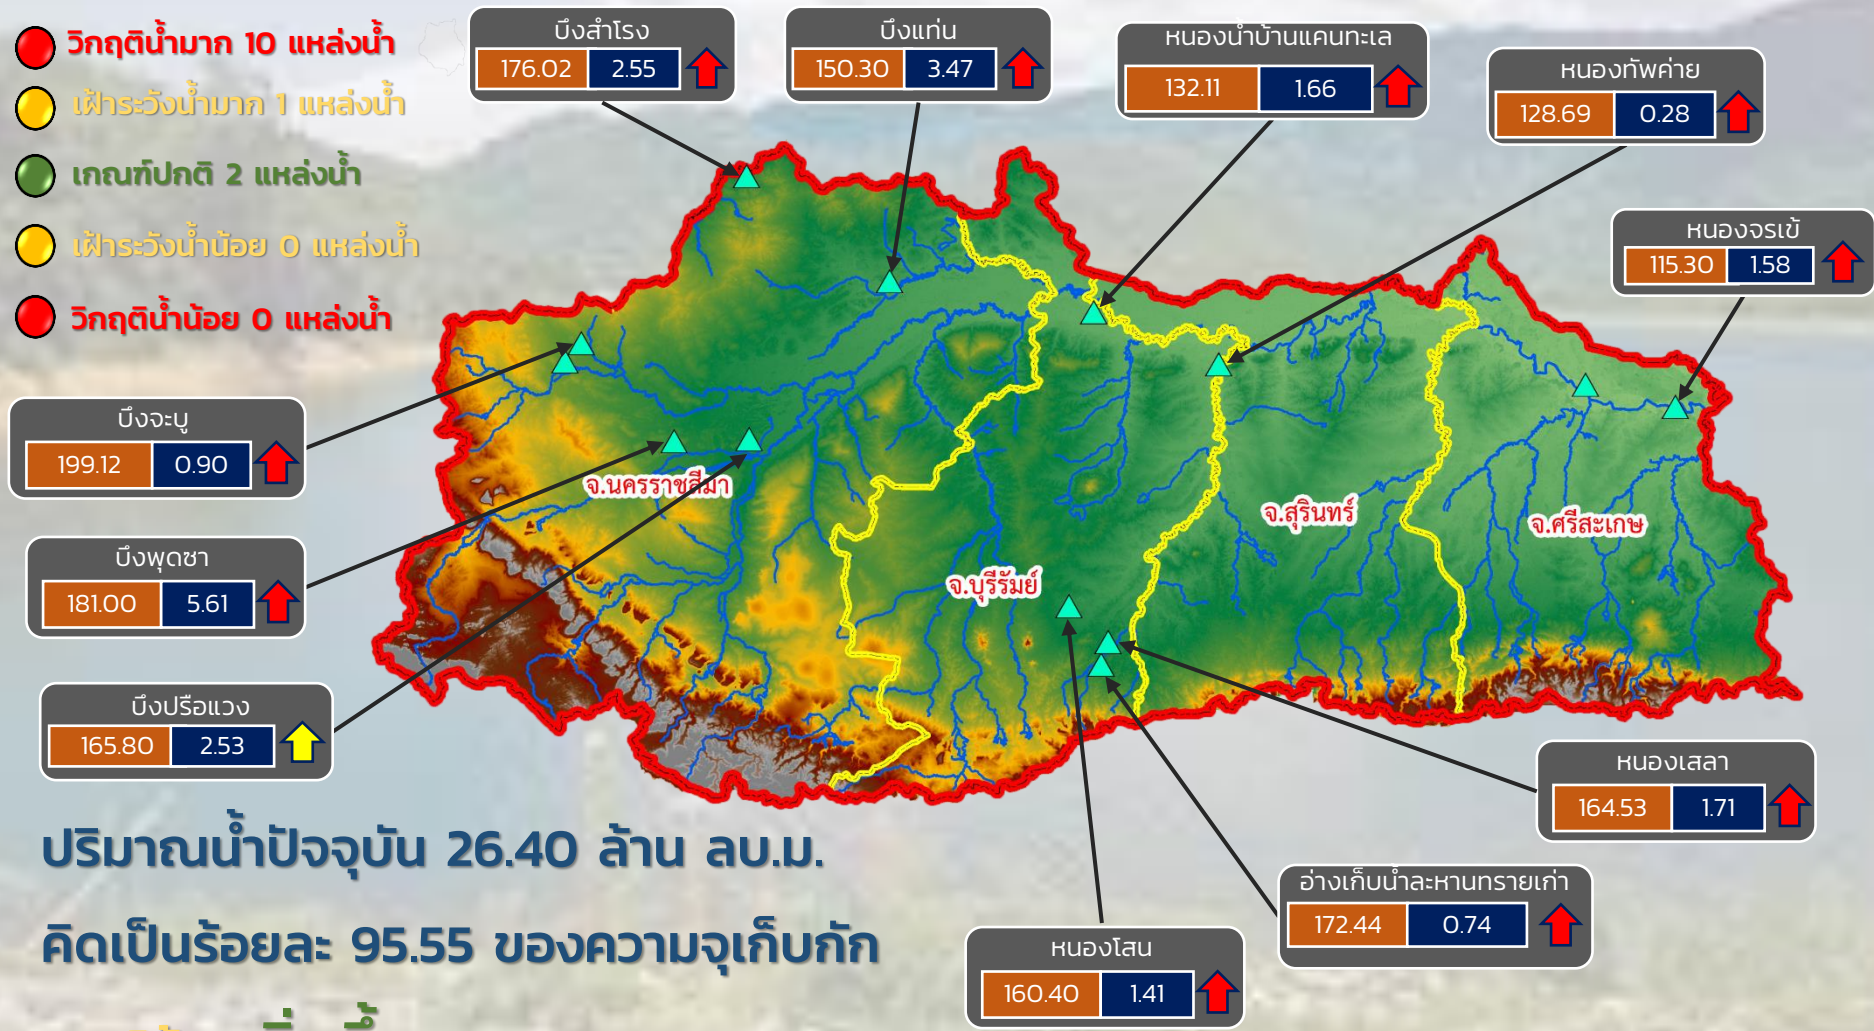 วิกฤติน้ำมาก 10 แหล่งน้ำ
เฝ้าระวังน้ำมาก 1 แหล่งน้ำ
เกณฑ์ปกติ 2 แหล่งน้ำ
เฝ้าระวังน้ำน้อย 0 แหล่งน้ำ
วิกฤติน้ำน้อย 0 แหล่งน้ำ
บึงสำโรง
176.02 2.55
บึงแท่น
150.30 3.47
หนองน้ำบ้านแคนทะเล
132.11 1.66
หนองทัพค่าย
128.69 0.28
หนองจรเข้
115.30 1.58
บึงจะบู
199.12 0.90
บึงพุดซา
181.00 5.61
บึงปรือแวง
165.80 2.53
จ.นครราชสีมา
จ.บุรีรัมย์
จ.สุรินทร์
จ.ศรีสะเกษ
หนองเสลา
164.53 1.71
อ่างเก็บน้ำละหานทรายเก่า
172.44 0.74
หนองโสน
160.40 1.41
ปริมาณน้ำปัจจุบัน 26.40 ล้าน ลบ.ม.
คิดเป็นร้อยละ 95.55 ของความจุเก็บกัก